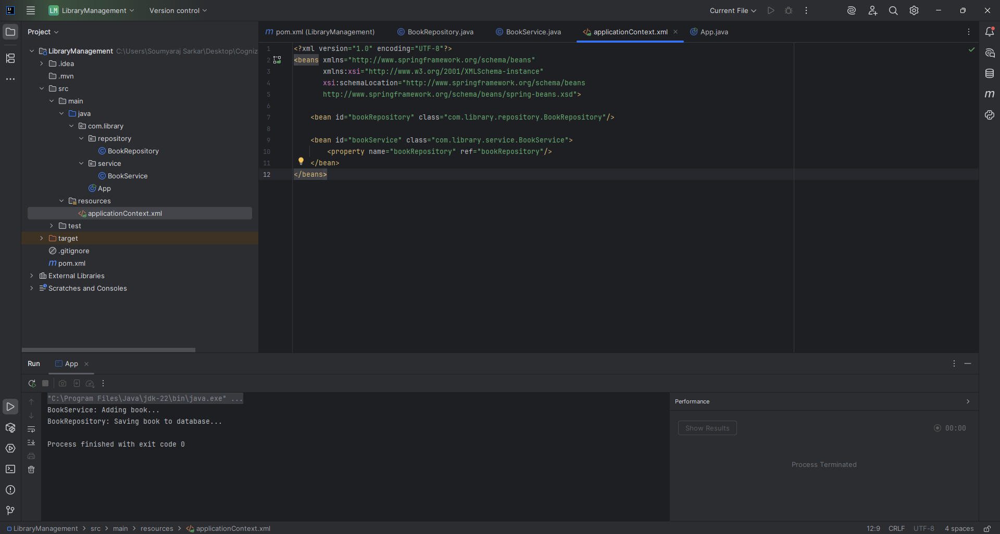 LM LibraryManagement Version control Current File
Project
pom.xml (LibraryManagement) BookRepository.java BookService.java applicationContext.xml App.java
LibraryManagement C:\Users\Soumyaraj Sarkar\Desktop\Cogniz
.idea
.mvn
src
main
java
com.library
repository
BookRepository
service
BookService
App
resources
applicationContext.xml
test
target
.gitignore
pom.xml
External Libraries
Scratches and Consoles
1 <?xml version="1.0" encoding="UTF-8"?>
2 <beans xmlns="http://www.springframework.org/schema/beans"
3 xmlns:xsi="http://www.w3.org/2001/XMLSchema-instance"
4 xsi:schemaLocation="http://www.springframework.org/schema/beans
5 http://www.springframework.org/schema/beans/spring-beans.xsd">
6
7 <bean id="bookRepository" class="com.library.repository.BookRepository"/>
8
9 <bean id="bookService" class="com.library.service.BookService">
10 <property name="bookRepository" ref="bookRepository"/>
11 </bean>
12 </beans>
Run App
"C:\Program Files\Java\jdk-22\bin\java.exe" ...
BookService: Adding book...
BookRepository: Saving book to database...
Process finished with exit code 0
Performance
Show Results 00:00
Process Terminated
LibraryManagement > src > main > resources > applicationContext.xml 12:9 CRLF UTF-8 4 spaces